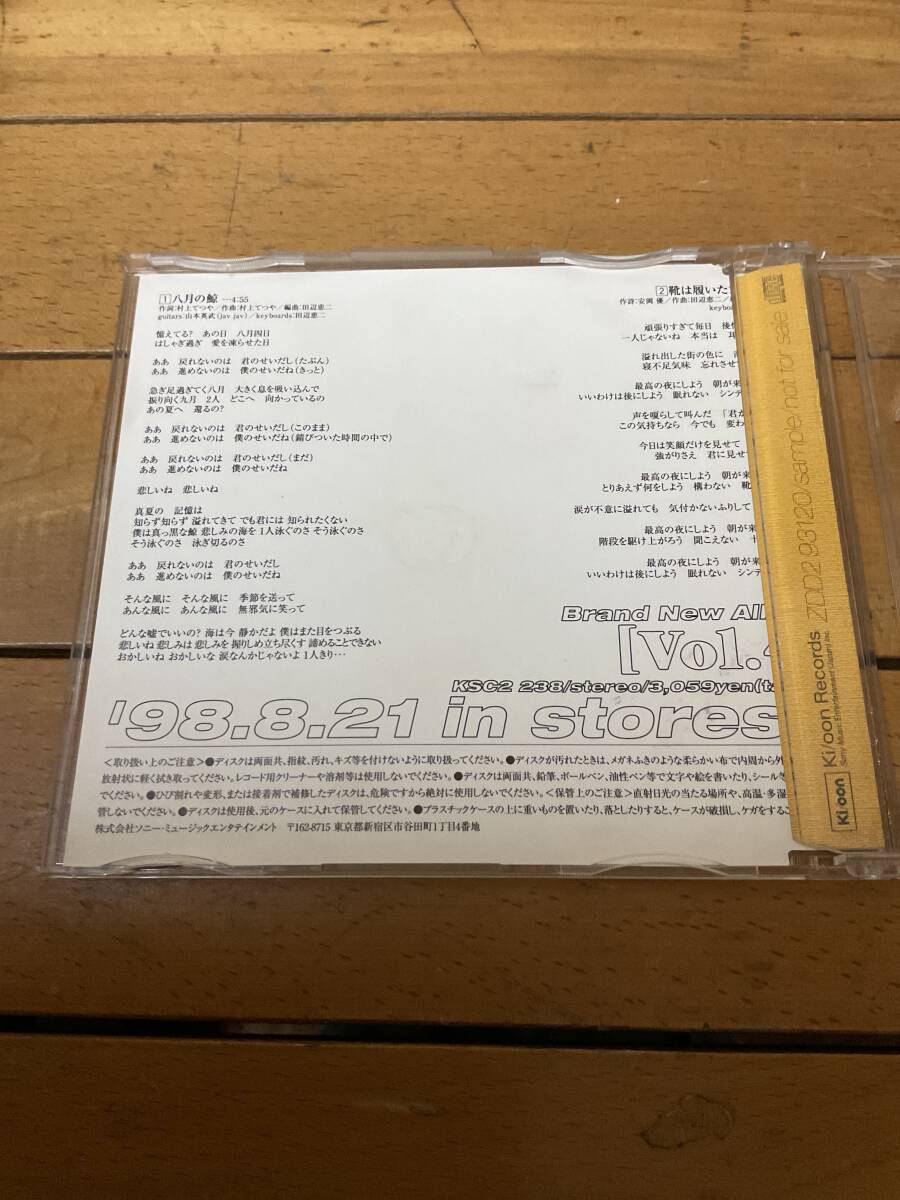 1 八月の鯨 …4:55
作詞:村上てつや／作曲:村上てつや／編曲:田辺恵二
guitars:山本英武(jav jav)／keyboards:田辺恵二
憶えてる? あの日 八月四日
はしゃぎ過ぎ 愛を凍らせた日
ああ 戻れないのは 君のせいだし(たぶん)
ああ 進めないのは 僕のせいだね(きっと)
急ぎ足過ぎてく八月 大きく息を吸い込んで
振り向く九月 2人 どこへ 向かっているの
あの夏へ 還るの?
ああ 戻れないのは 君のせいだし(このまま)
ああ 進めないのは 僕のせいだね(錆びついた時間の中で)
ああ 戻れないのは 君のせいだし(まだ)
ああ 進めないのは 僕のせいだね
悲しいね 悲しいね
真夏の 記憶は
知らず知らず 溢れてきて でも君には 知られたくない
僕は真っ黒な鯨 悲しみの海を 1人泳ぐのさ そう泳ぐのさ
そう泳ぐのさ 泳ぎ切るのさ
ああ 戻れないのは 君のせいだし
ああ 進めないのは 僕のせいだね
そんな風に そんな風に 季節を送って
あんな風に あんな風に 無邪気に笑って
どんな嘘でいいの? 海は今 静かだよ 僕はまた目をつぶる
悲しいね 悲しみは 悲しみを 握りしめ立ち尽くす 諦めることできない
おかしいね おかしいな 涙なんかじゃないよ 1人きり…
2 靴は履いた
作詩:安岡 優／作曲:田辺恵二
keyboa
頑張りすぎて毎日
一人じゃないね 本当は
溢れ出した街の色に
寝不足気味 忘れさせ
最高の夜にしよう 朝が来
いいわけは後にしよう 眠れない シンデ
声を嗄らして叫んだ 「君が
この気持ちなら 今でも 変わ
今日は笑顔だけを見せて
強がりさえ 君に見せ
最高の夜にしよう 朝が来
とりあえず何をしよう 構わない 靴
涙が不意に溢れても 気付かないふりして
最高の夜にしよう 朝が来
階段を駆け上がろう 聞こえない 十
最高の夜にしよう 朝が来
いいわけは後にしよう 眠れない シンデ
Brand New Al
[Vol.
KSC2 238/stereo/3,059yen(ta
'98.8.21 in stores
＜取り扱い上のご注意＞●ディスクは両面共、指紋、汚れ、キズ等を付けないように取り扱ってください。●ディスクが汚れたときは、メガネふきのような柔らかい布で内周から外
放射状に軽く拭き取ってください。レコード用クリーナーや溶剤等は使用しないでください。●ディスクは両面共、鉛筆、ボールペン、油性ペン等で文字や絵を書いたり、シール
でください。●ひび割れや変形、または接着剤で補修したディスクは、危険ですから絶対に使用しないでください。＜保管上のご注意＞直射日光の当たる場所や、高温・多湿
管しないでください。●ディスクは使用後、元のケースに入れて保管してください。●プラスチックケースの上に重いものを置いたり、落としたりすると、ケースが破損し、ケガをする
株式会社ソニー・ミュージックエンタテインメント 〒162-8715 東京都新宿区市谷田町1丁目4番地
Ki/oon Ki/oon Records ZDD2 93120/sample/not for sale
Sony Music Entertainment (Japan) Inc.